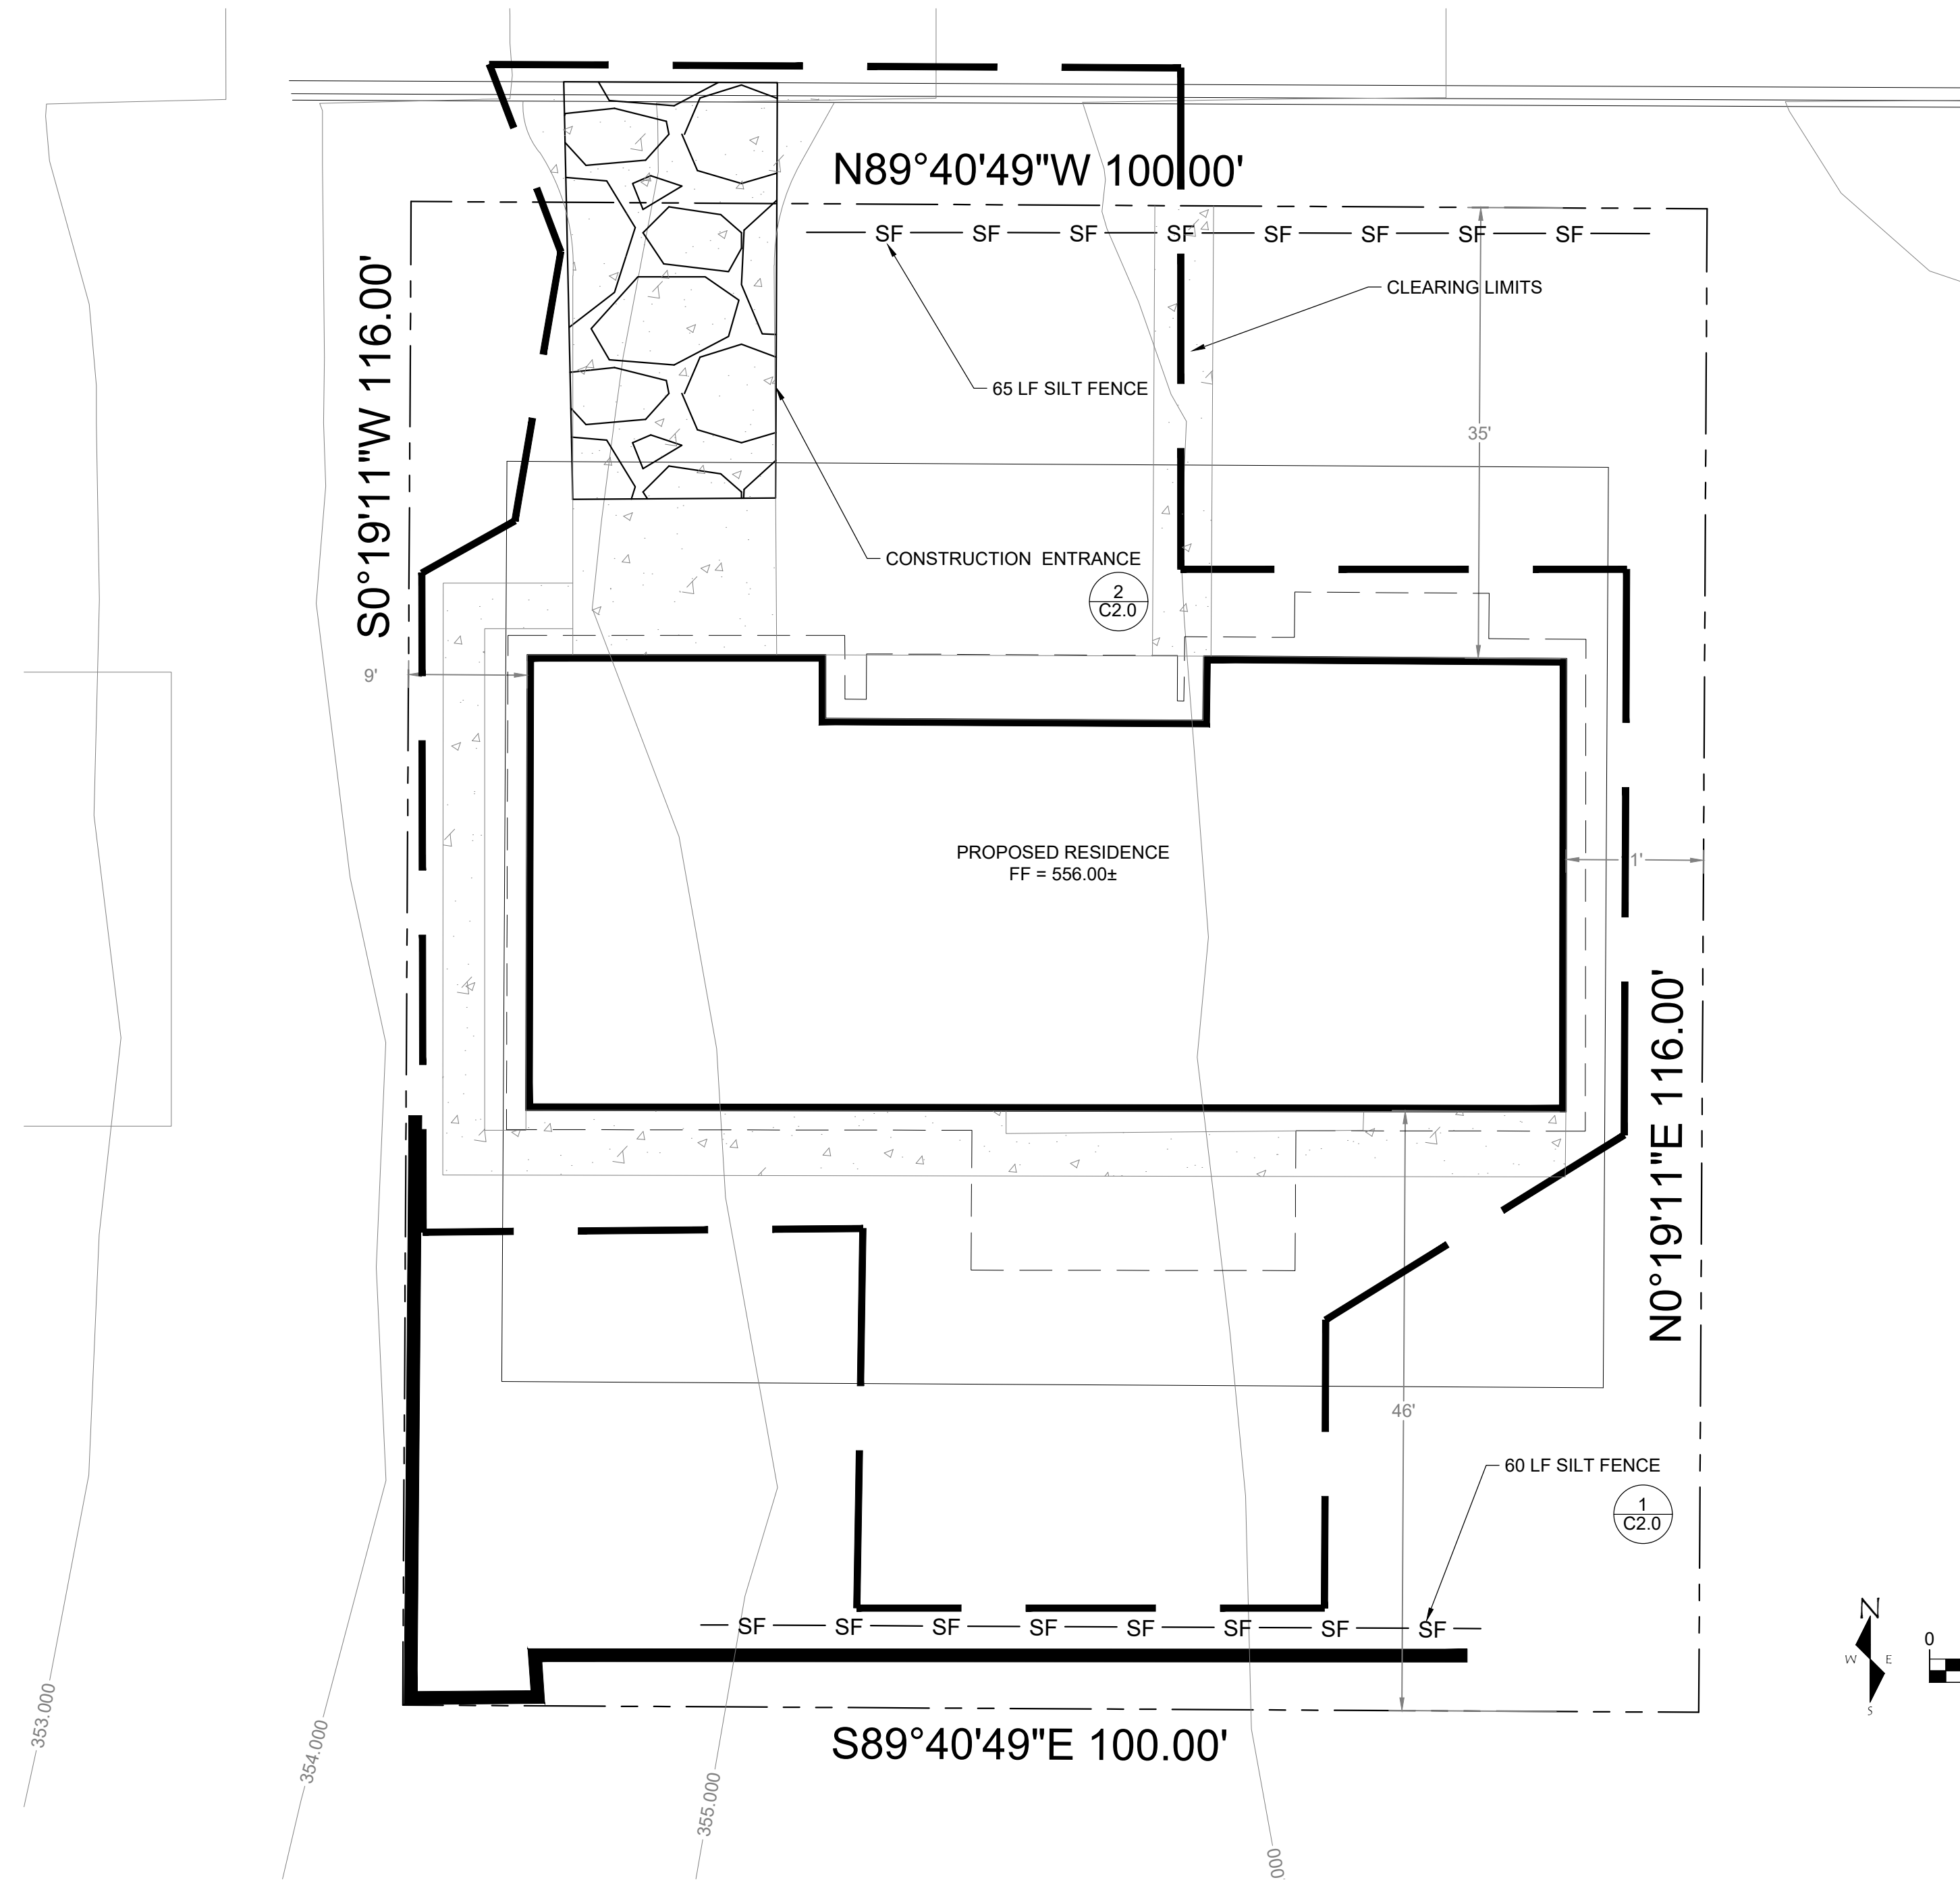 N89°40'49"W 100.00'
SF SF SF SF SF SF SF SF
CLEARING LIMITS
S0°19'11"W 116.00'
65 LF SILT FENCE
35'
CONSTRUCTION ENTRANCE
2
C2.0
9'
PROPOSED RESIDENCE
FF = 556.00±
1'
N0°19'11"E 116.00'
46'
60 LF SILT FENCE
1
C2.0
SF SF SF SF SF SF SF SF
N
W E
S
0
353.000
354.000
S89°40'49"E 100.00'
355.000
000